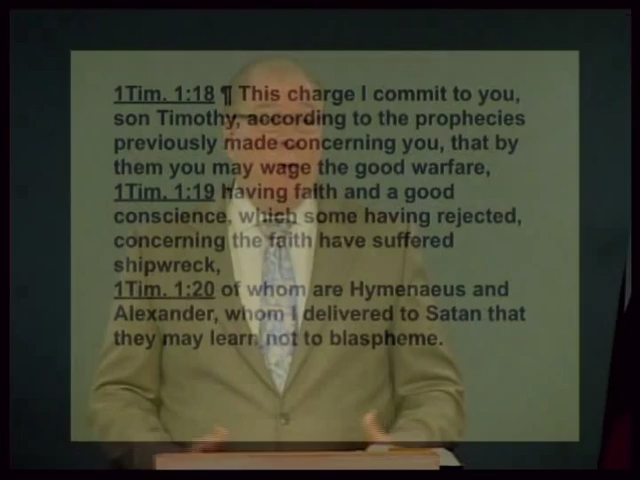 1Tim. 1:18 ¶ This charge I commit to you,
son Timothy, according to the prophecies
previously made concerning you, that by
them you may wage the good warfare,
1Tim. 1:19 having faith and a good
conscience, which some having rejected,
concerning the faith have suffered
shipwreck,
1Tim. 1:20 of whom are Hymenaeus and
Alexander, whom I delivered to Satan that
they may learn not to blaspheme.